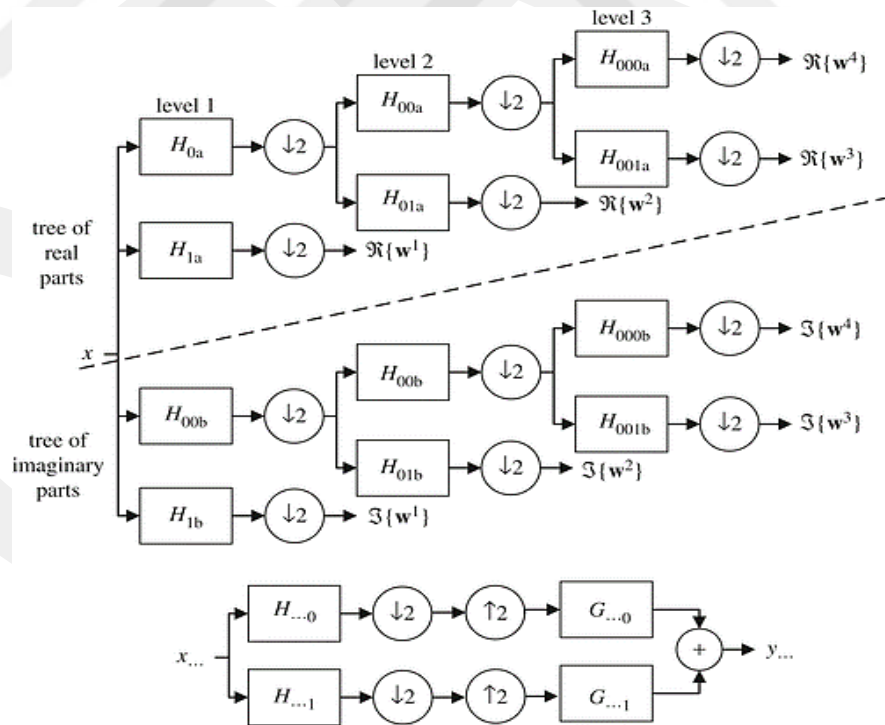 level 3
H000a ↓2 ℜ{w⁴}
level 2
H00a ↓2
level 1
H0a ↓2
H001a ↓2 ℜ{w³}
H01a ↓2 ℜ{w²}
tree of
real
parts
H1a ↓2 ℜ{w¹}
x
H000b ↓2 ℑ{w⁴}
H00b ↓2
H00b ↓2
H001b ↓2 ℑ{w³}
tree of
imaginary
parts
H01b ↓2 ℑ{w²}
H1b ↓2 ℑ{w¹}
H...0 ↓2 ↑2 G...0
x... + y...
H...1 ↓2 ↑2 G...1